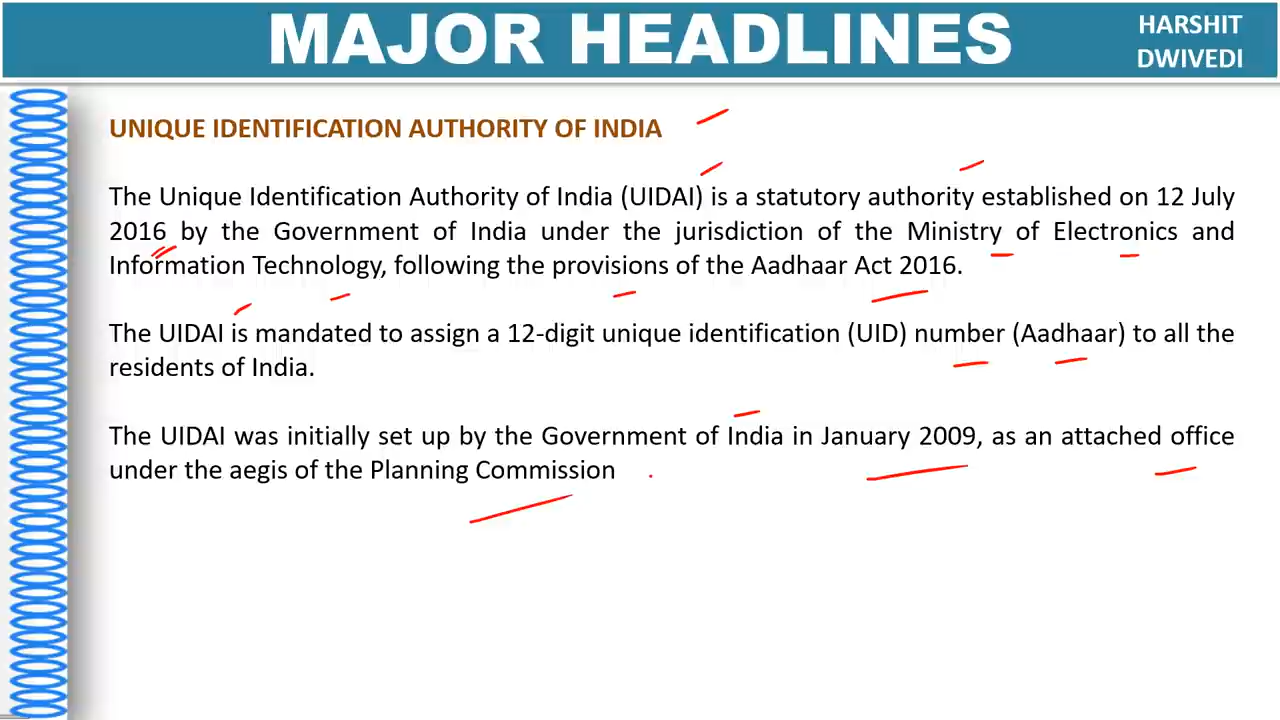 MAJOR HEADLINES
HARSHIT
DWIVEDI
UNIQUE IDENTIFICATION AUTHORITY OF INDIA
The Unique Identification Authority of India (UIDAI) is a statutory authority established on 12 July
2016 by the Government of India under the jurisdiction of the Ministry of Electronics and
Information Technology, following the provisions of the Aadhaar Act 2016.
The UIDAI is mandated to assign a 12-digit unique identification (UID) number (Aadhaar) to all the
residents of India.
The UIDAI was initially set up by the Government of India in January 2009, as an attached office
under the aegis of the Planning Commission